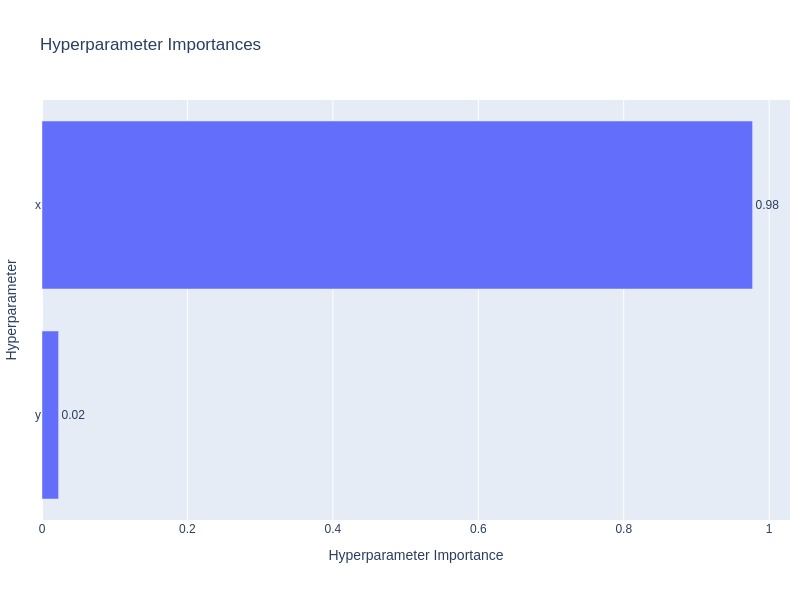 Hyperparameter Importances
Hyperparameter
x
0.98
y
0.02
0
0.2
0.4
0.6
0.8
1
Hyperparameter Importance